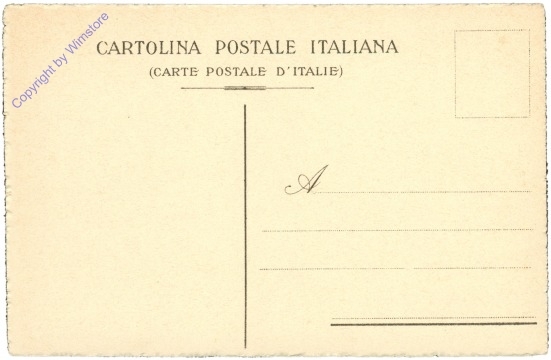 Copyright by Wimstore
CARTOLINA POSTALE ITALIANA
(CARTE POSTALE D'ITALIE)
A